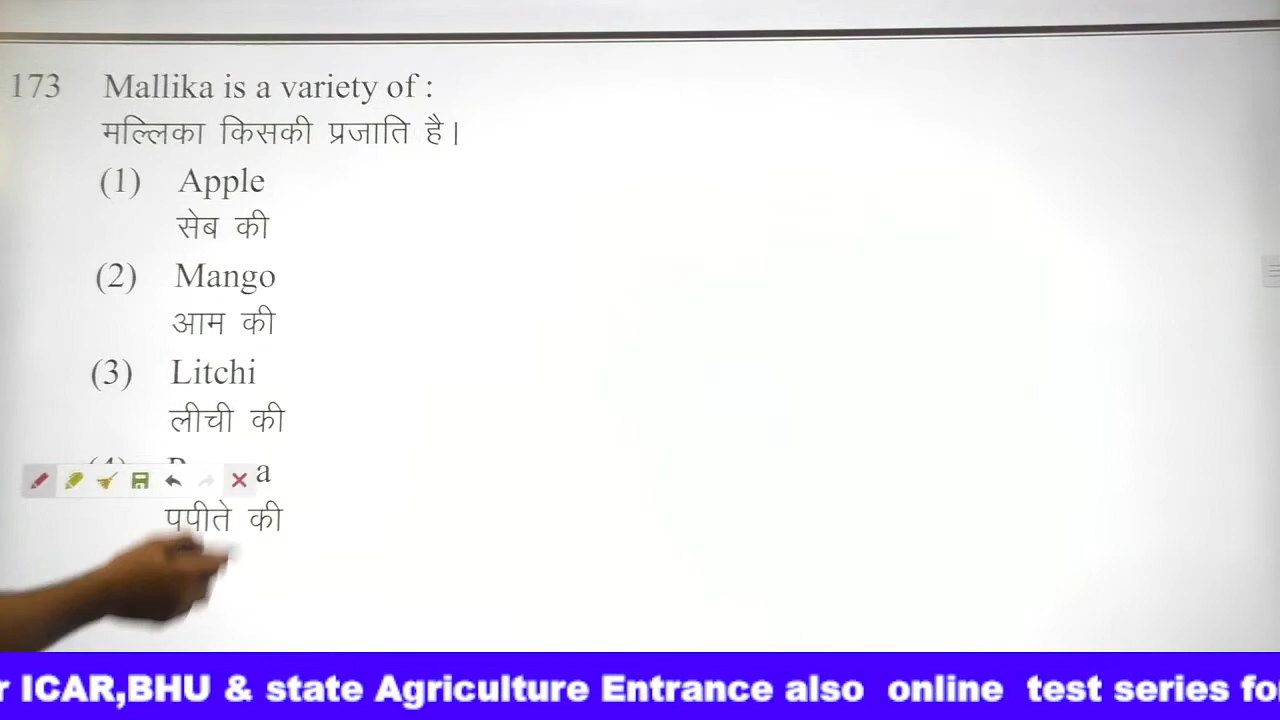 173 Mallika is a variety of :
मल्लिका किसकी प्रजाति है।
(1) Apple
सेब की
(2) Mango
आम की
(3) Litchi
लीची की
पपीते की
ICAR,BHU & state Agriculture Entrance also online test series